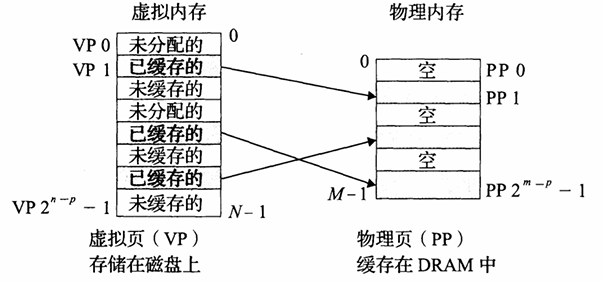 虚拟内存
物理内存
VP 0 未分配的 0
VP 1 已缓存的
未缓存的
未分配的
已缓存的
未缓存的
已缓存的
VP 2^{n-p} - 1 未缓存的 N-1
0 空 PP 0
PP 1
空
空
M-1 PP 2^{m-p} - 1
虚拟页（VP）
存储在磁盘上
物理页（PP）
缓存在 DRAM 中